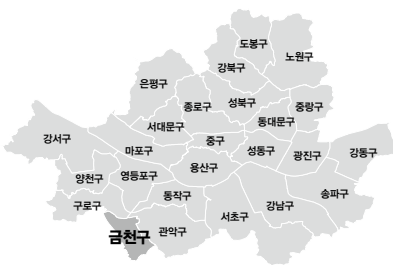 도봉구
노원구
강북구
은평구
성북구
중랑구
종로구
동대문구
서대문구
강서구
중구
마포구
성동구
광진구
강동구
용산구
양천구
영등포구
동작구
송파구
구로구
강남구
서초구
금천구
관악구